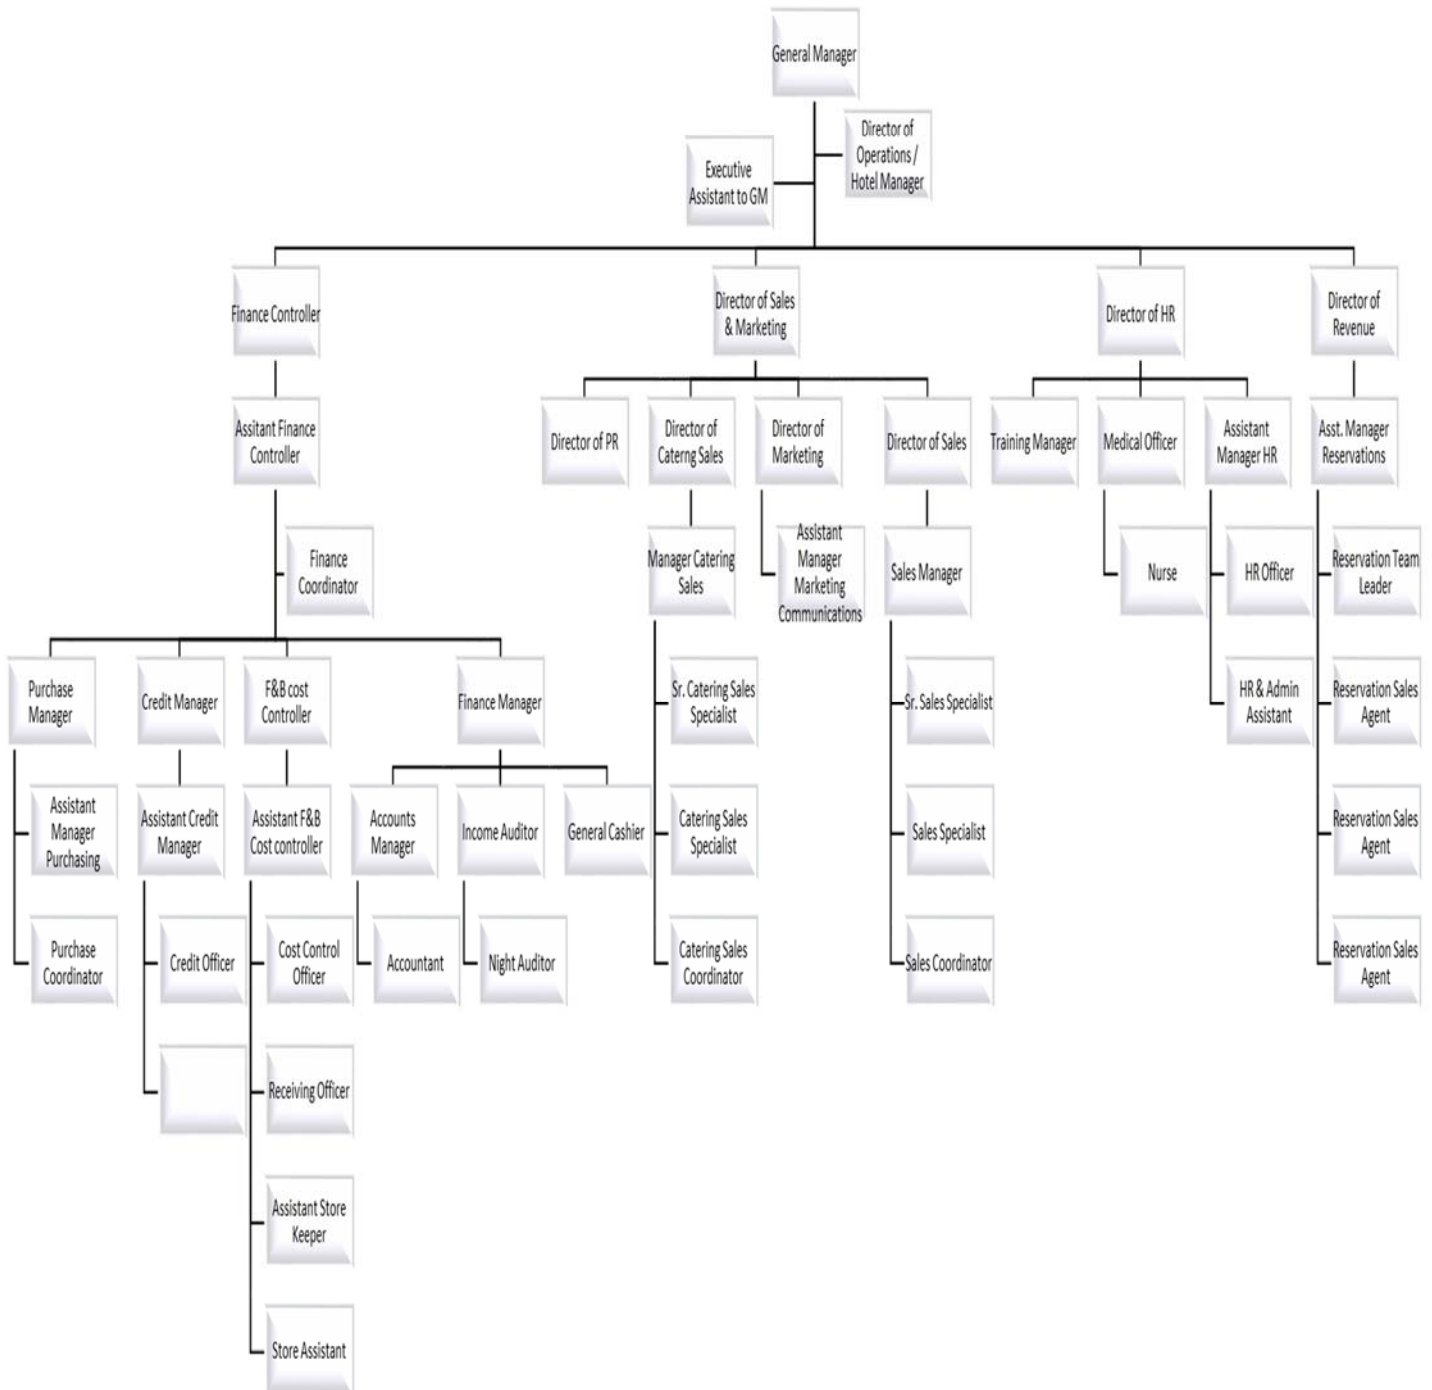 General Manager
Director of
Operations /
Hotel Manager
Executive
Assistant to GM
Finance Controller
Director of Sales
& Marketing
Director of HR
Director of
Revenue
Assitant Finance
Controller
Director of PR
Director of
Caterng Sales
Director of
Marketing
Director of Sales
Training Manager
Medical Officer
Assistant
Manager HR
Asst. Manager
Reservations
Finance
Coordinator
Manager Catering
Sales
Assistant
Manager
Marketing
Communications
Sales Manager
Nurse
HR Officer
Reservation Team
Leader
Purchase
Manager
Credit Manager
F&B cost
Controller
Finance Manager
Sr. Catering Sales
Specialist
Sr. Sales Specialist
HR & Admin
Assistant
Reservation Sales
Agent
Assistant
Manager
Purchasing
Assistant Credit
Manager
Assistant F&B
Cost controller
Accounts
Manager
Income Auditor
General Cashier
Catering Sales
Specialist
Sales Specialist
Reservation Sales
Agent
Purchase
Coordinator
Credit Officer
Cost Control
Officer
Accountant
Night Auditor
Catering Sales
Coordinator
Sales Coordinator
Reservation Sales
Agent
Receiving Officer
Assistant Store
Keeper
Store Assistant